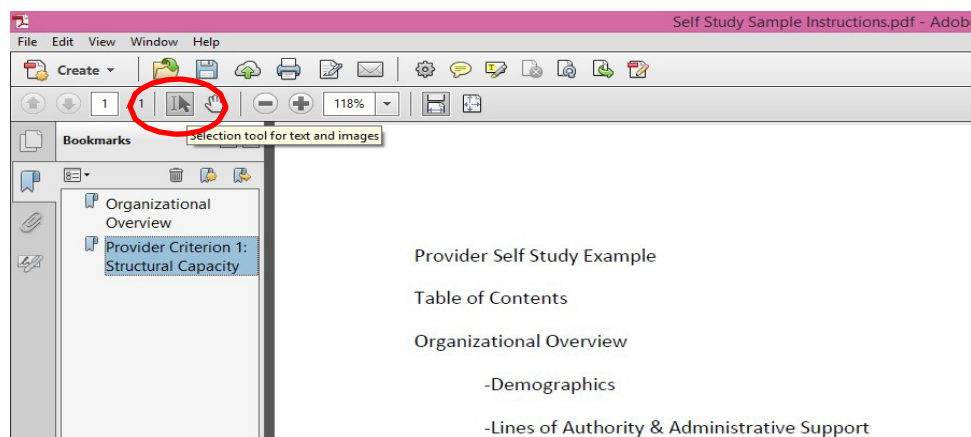 Self Study Sample Instructions.pdf - Adob
File Edit View Window Help
Create
1 1 118%
Selection tool for text and images
Bookmarks
Organizational
Overview
Provider Criterion 1:
Structural Capacity
Provider Self Study Example
Table of Contents
Organizational Overview
-Demographics
-Lines of Authority & Administrative Support